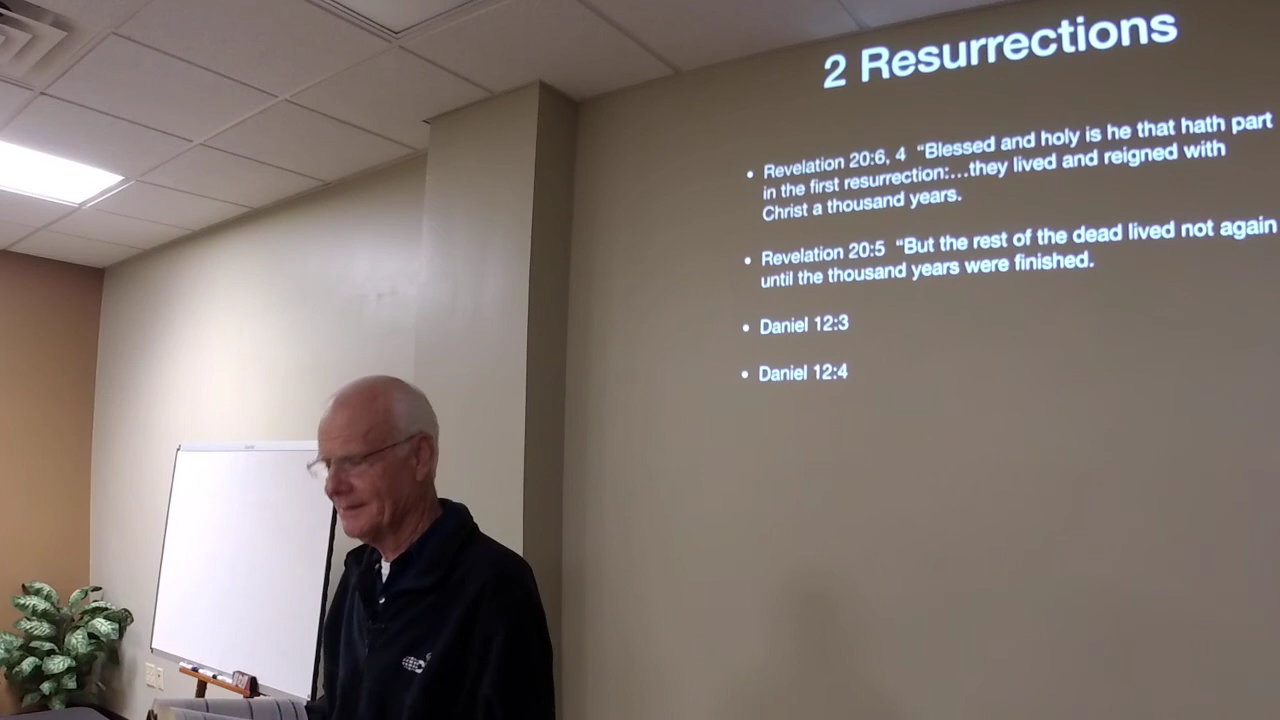 2 Resurrections
• Revelation 20:6, 4 “Blessed and holy is he that hath part
in the first resurrection:...they lived and reigned with
Christ a thousand years.
• Revelation 20:5 “But the rest of the dead lived not again
until the thousand years were finished.
• Daniel 12:3
• Daniel 12:4